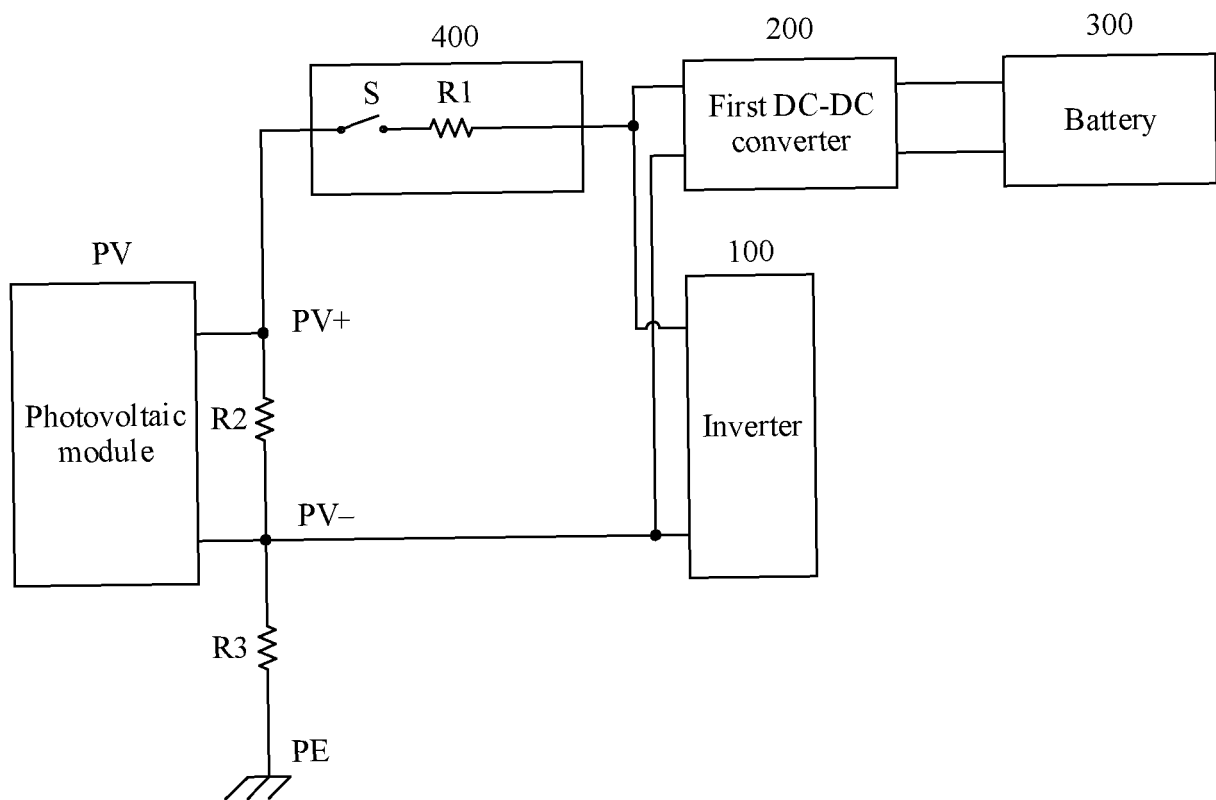 400
200
300
S
R1
First DC-DC
converter
Battery
PV
100
PV+
Photovoltaic
module
R2
Inverter
PV–
R3
PE